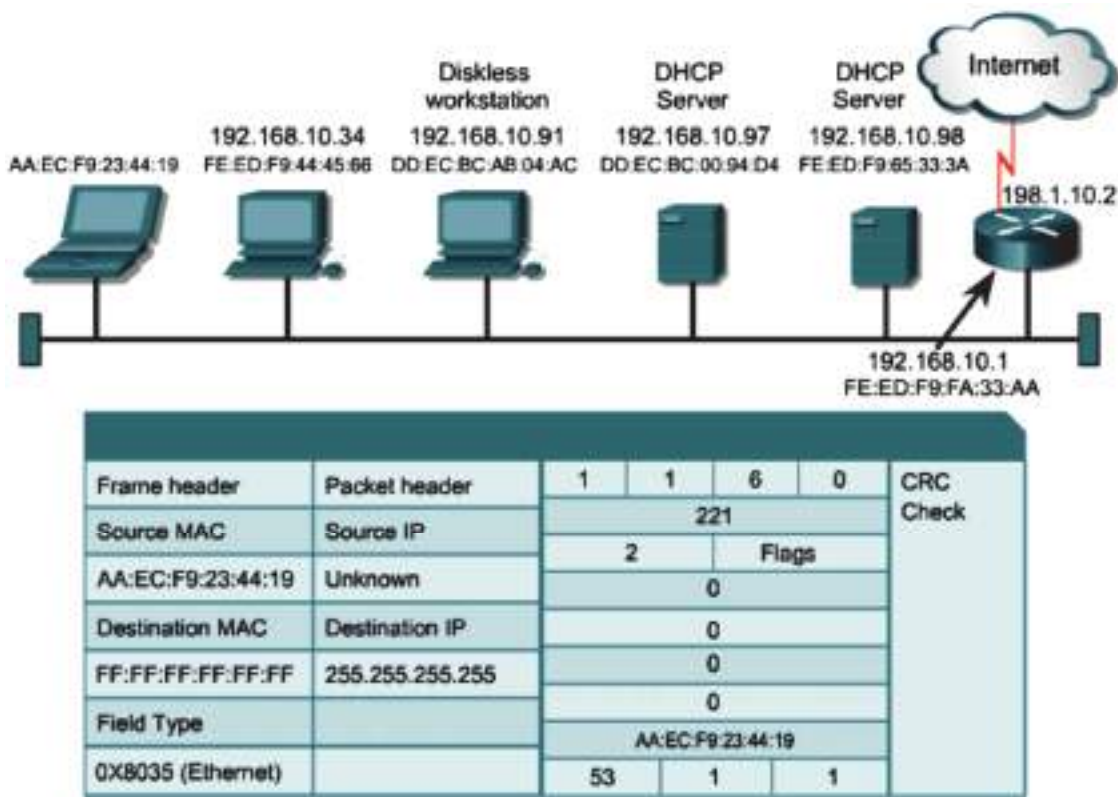 Internet
Diskless workstation
DHCP Server
DHCP Server
192.168.10.34
192.168.10.91
192.168.10.97
192.168.10.98
AA:EC:F9:23:44:19
FE:ED:F9:44:45:66
DD:EC:BC:AB:04:AC
DD:EC:BC:00:94:D4
FE:ED:F9:65:33:3A
198.1.10.2
192.168.10.1
FE:ED:F9:FA:33:AA
Frame header
Packet header
1 1 6 0
CRC Check
Source MAC
Source IP
221
2 Flags
AA:EC:F9:23:44:19
Unknown
0
Destination MAC
Destination IP
0
FF:FF:FF:FF:FF:FF
255.255.255.255
0
0
Field Type
AA:EC:F9:23:44:19
0X8035 (Ethernet)
53 1 1